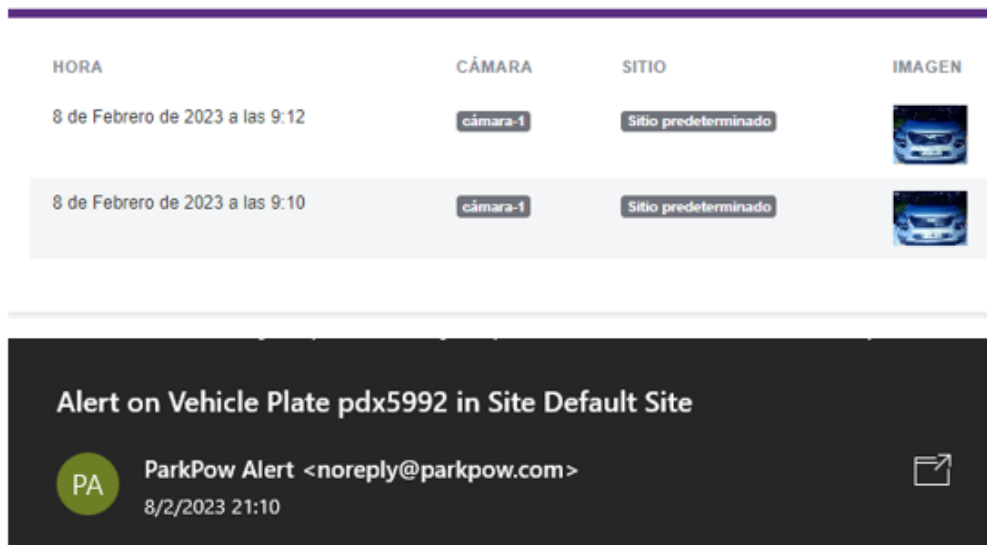 HORA CÁMARA SITIO IMAGEN
8 de Febrero de 2023 a las 9:12 cámara-1 Sitio predeterminado
8 de Febrero de 2023 a las 9:10 cámara-1 Sitio predeterminado
Alert on Vehicle Plate pdx5992 in Site Default Site
PA
ParkPow Alert <noreply@parkpow.com>
8/2/2023 21:10